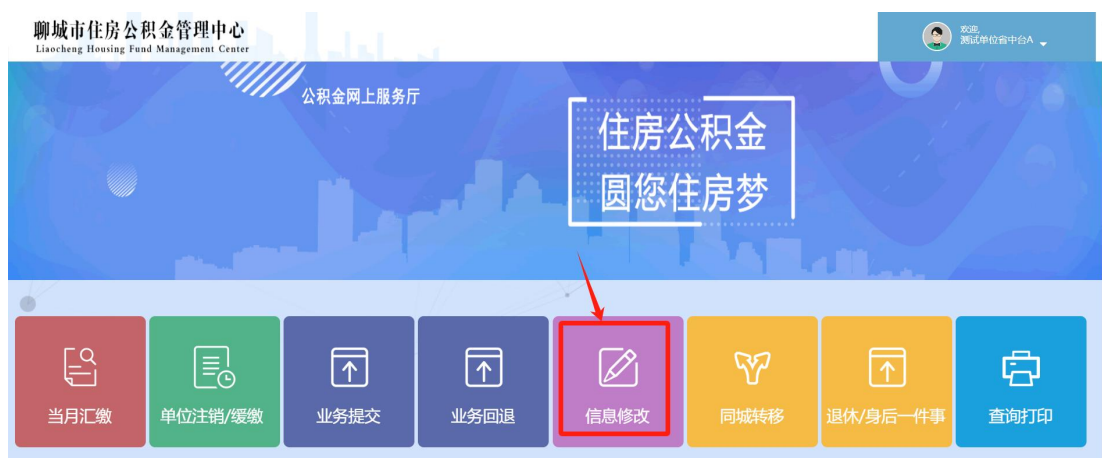 聊城市住房公积金管理中心
Liaocheng Housing Fund Management Center
欢迎,
测试单位省中台A
公积金网上服务厅
住房公积金
圆您住房梦
当月汇缴
单位注销/缓缴
业务提交
业务回退
信息修改
同城转移
退休/身后一件事
查询打印